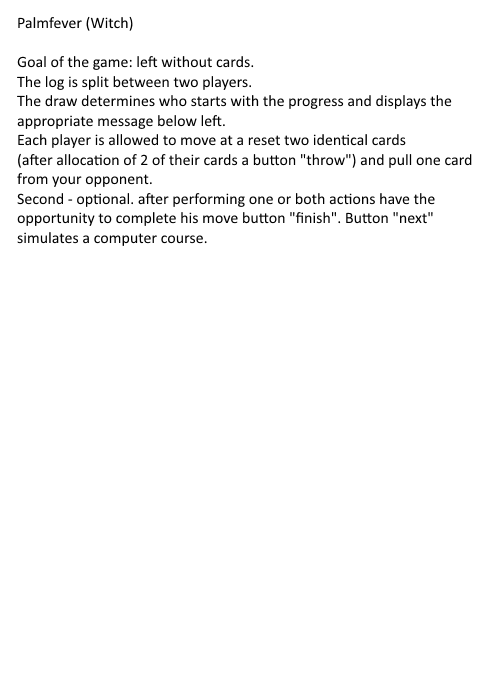 Palmfever (Witch)

Goal of the game: left without cards.
The log is split between two players.
The draw determines who starts with the progress and displays the
appropriate message below left.
Each player is allowed to move at a reset two identical cards
(after allocation of 2 of their cards a button "throw") and pull one card
from your opponent.
Second - optional. after performing one or both actions have the
opportunity to complete his move button "finish". Button "next"
simulates a computer course.